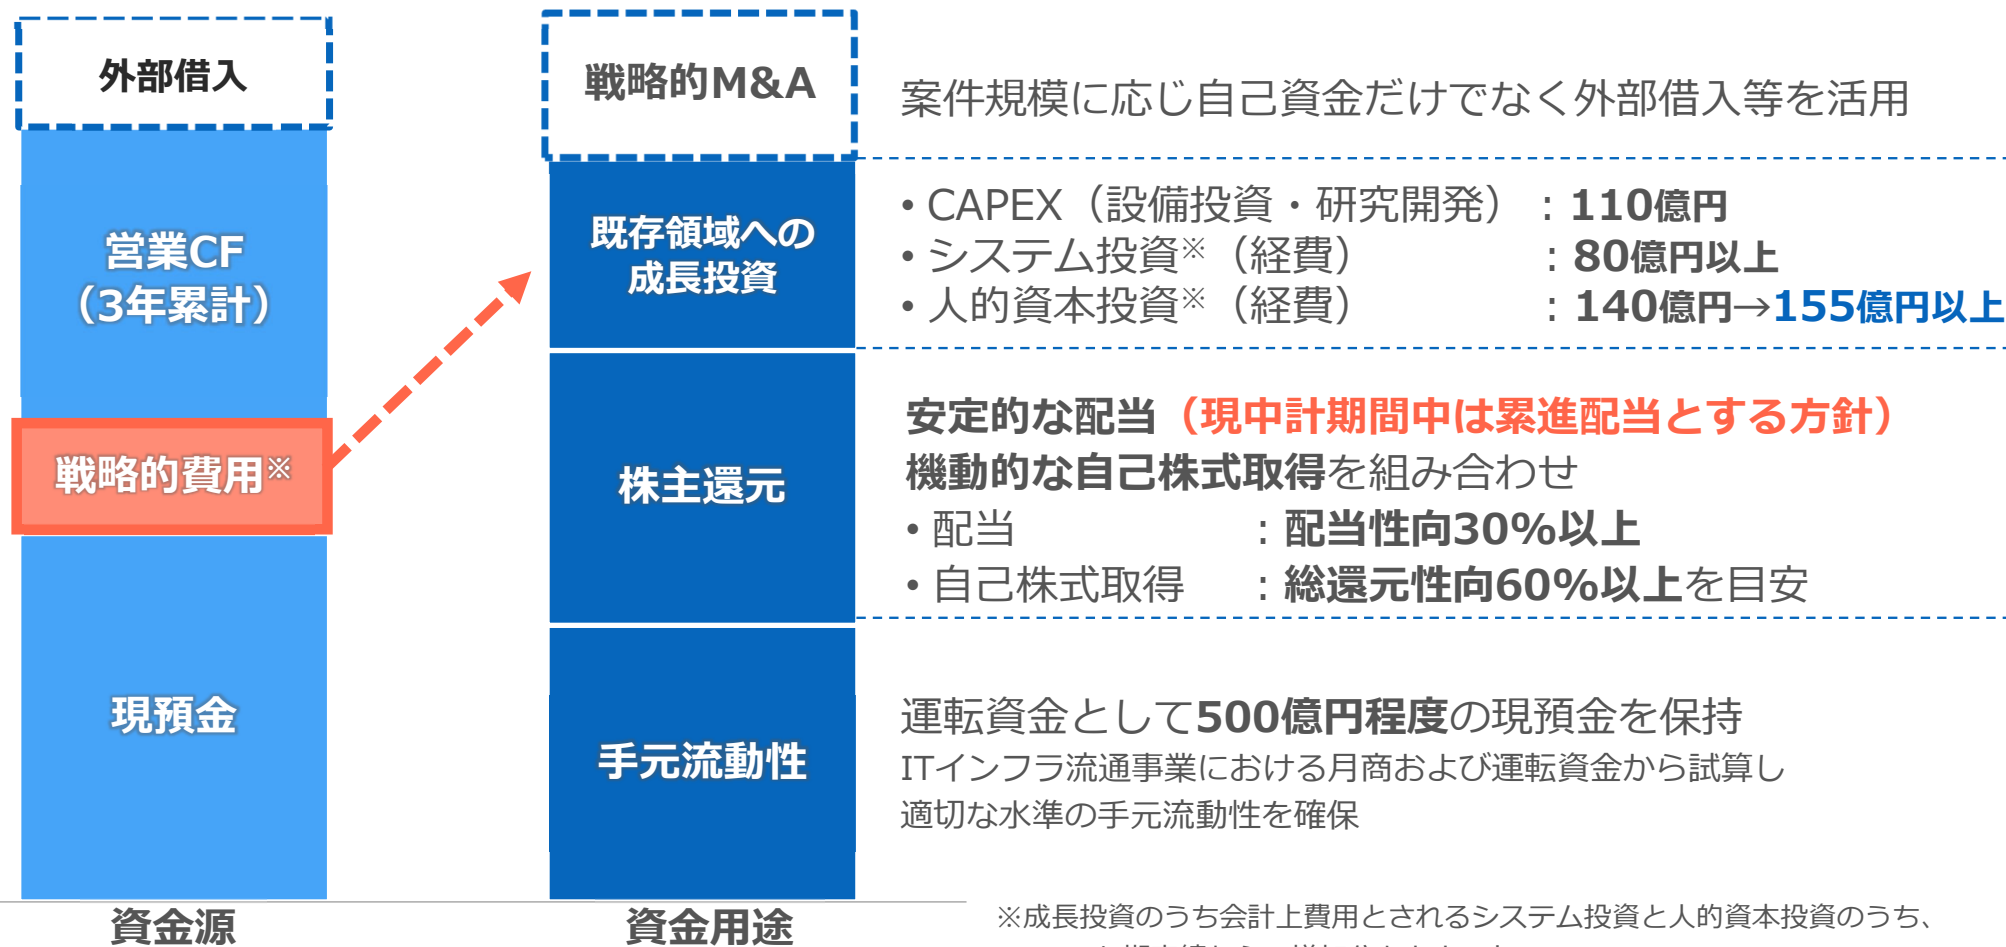 外部借入
営業CF
（3年累計）
戦略的費用※
現預金
資金源
戦略的M&A
既存領域への
成長投資
株主還元
手元流動性
資金用途
案件規模に応じ自己資金だけでなく外部借入等を活用
• CAPEX（設備投資・研究開発）：110億円
• システム投資※（経費）：80億円以上
• 人的資本投資※（経費）：140億円→155億円以上
安定的な配当（現中計期間中は累進配当とする方針）
機動的な自己株式取得を組み合わせ
• 配当：配当性向30%以上
• 自己株式取得：総還元性向60%以上を目安
運転資金として500億円程度の現預金を保持
ITインフラ流通事業における月商および運転資金から試算し
適切な水準の手元流動性を確保
※成長投資のうち会計上費用とされるシステム投資と人的資本投資のうち、